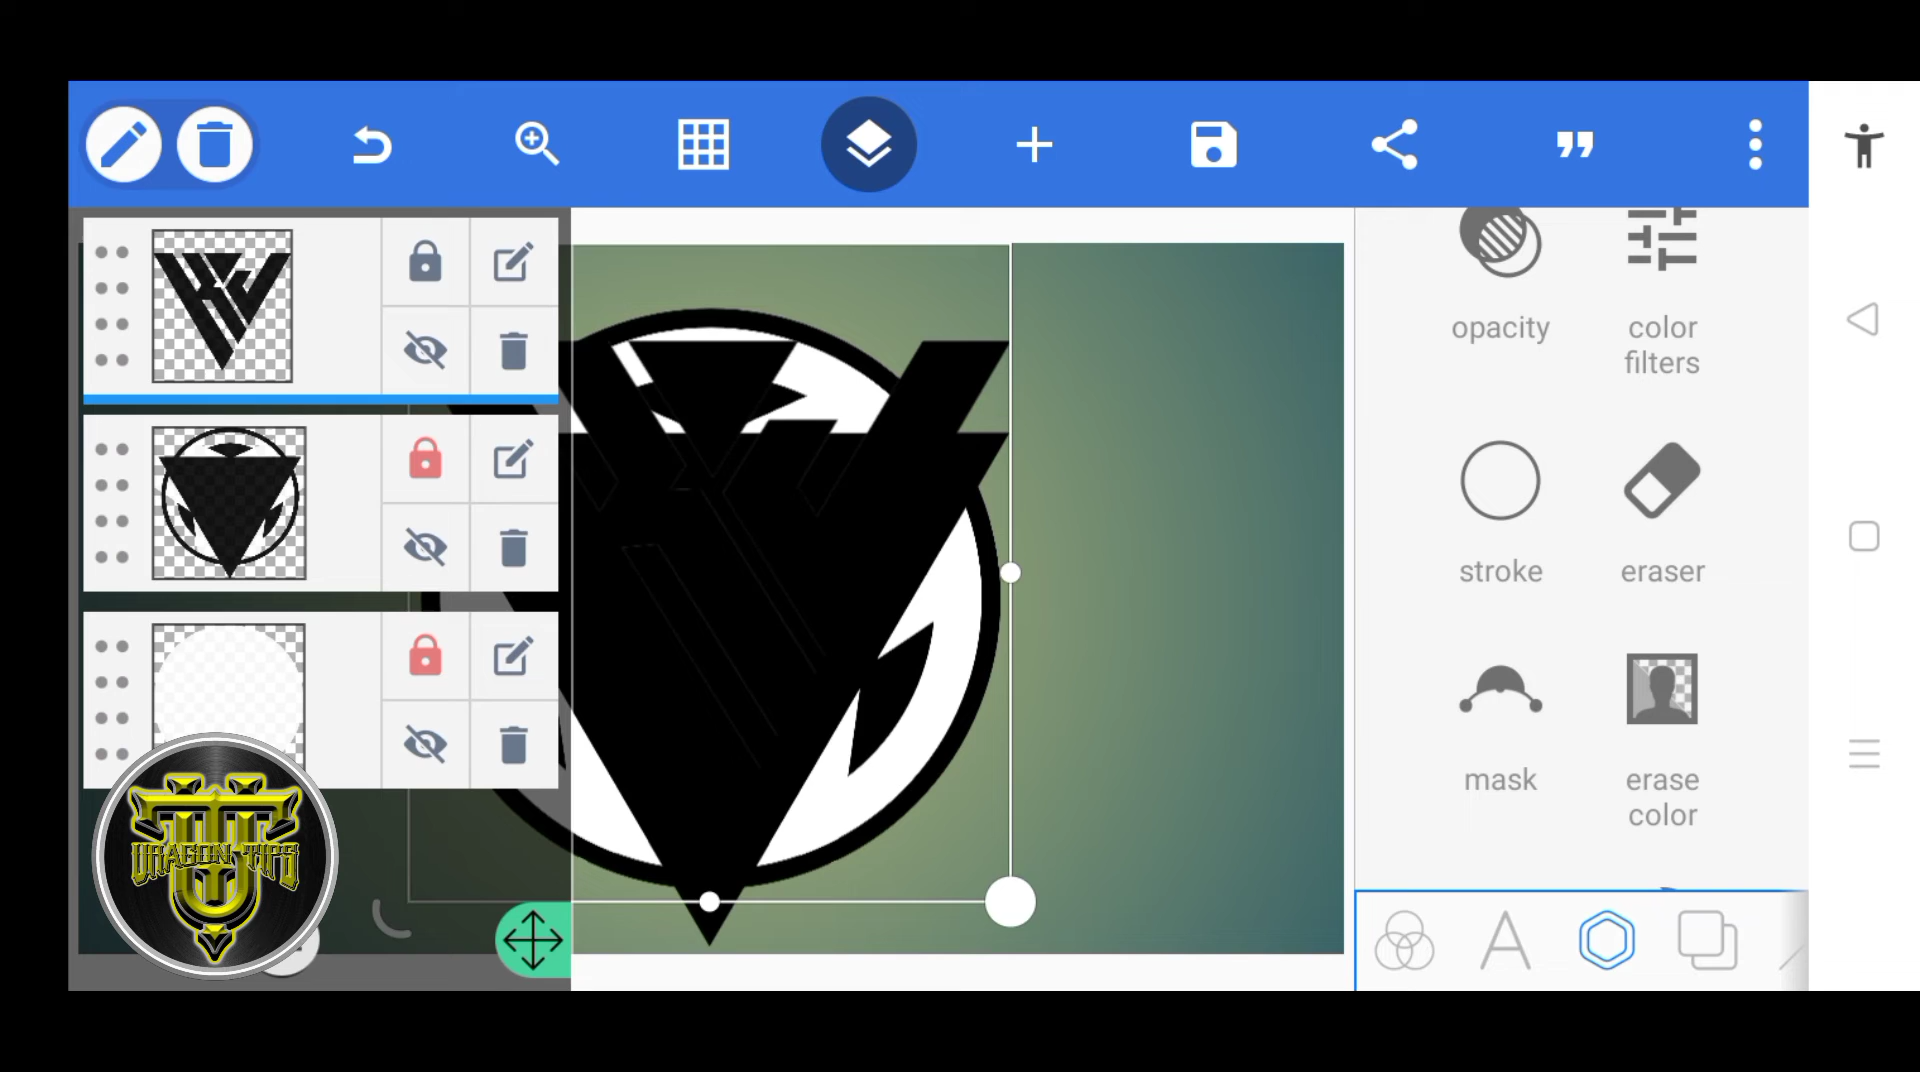 opacity
color
filters
stroke
eraser
mask
erase
color
DRAGON TIPS